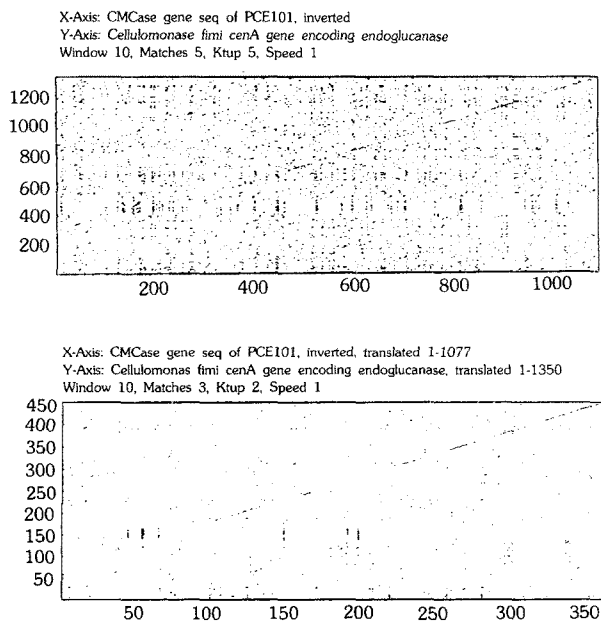 X-Axis: CMCase gene seq of PCE101, inverted
Y-Axis: Cellulomonase fimi cenA gene encoding endoglucanase
Window 10, Matches 5, Ktup 5, Speed 1
1200
1000
800
600
400
200
200 400 600 800 1000
X-Axis: CMCase gene seq of PCE101, inverted, translated 1-1077
Y-Axis: Cellulomonas fimi cenA gene encoding endoglucanase, translated 1-1350
Window 10, Matches 3, Ktup 2, Speed 1
450
400
350
300
250
200
150
100
50
50 100 150 200 250 300 350